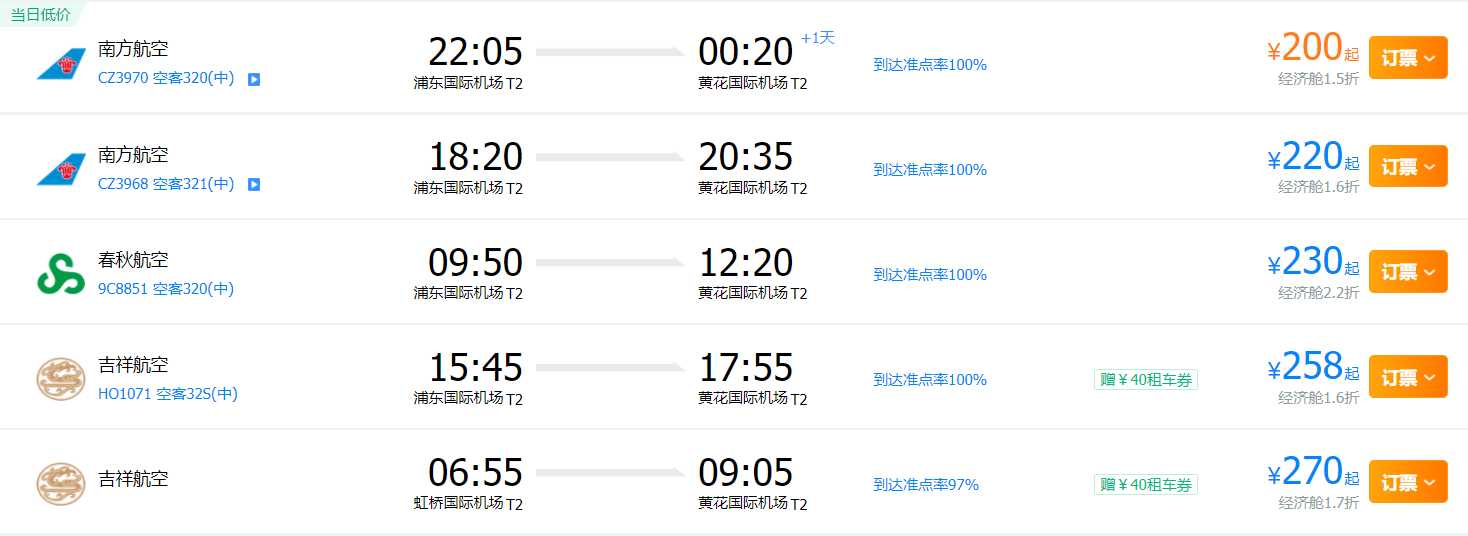 当日低价
南方航空
CZ3970 空客320(中)
22:05
浦东国际机场 T2
00:20 +1天
黄花国际机场 T2
到达准点率100%
¥200起
经济舱1.5折
订票
南方航空
CZ3968 空客321(中)
18:20
浦东国际机场 T2
20:35
黄花国际机场 T2
到达准点率100%
¥220起
经济舱1.6折
订票
春秋航空
9C8851 空客320(中)
09:50
浦东国际机场 T2
12:20
黄花国际机场 T2
到达准点率100%
¥230起
经济舱2.2折
订票
吉祥航空
HO1071 空客32S(中)
15:45
浦东国际机场 T2
17:55
黄花国际机场 T2
到达准点率100%
赠￥40租车券
¥258起
经济舱1.6折
订票
吉祥航空
06:55
虹桥国际机场 T2
09:05
黄花国际机场 T2
到达准点率97%
赠￥40租车券
¥270起
经济舱1.7折
订票